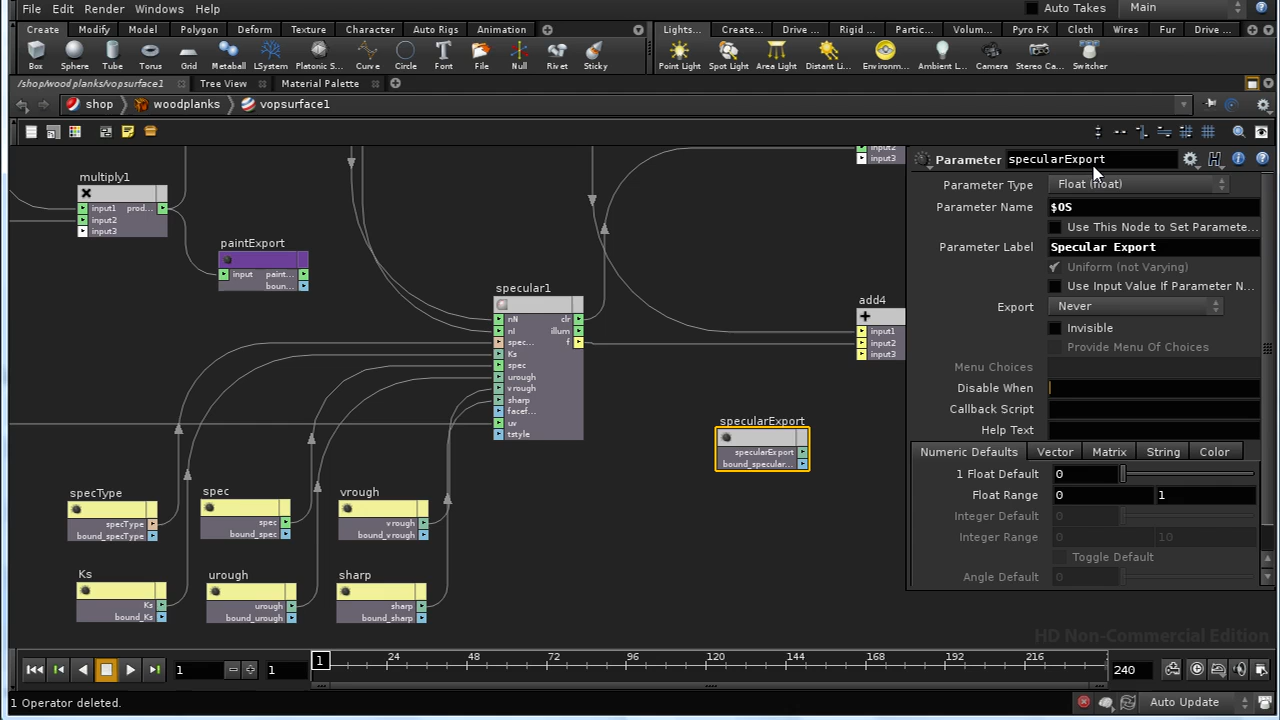 File Edit Render Windows Help
Auto Takes Main
Create Modify Model Polygon Deform Texture Character Auto Rigs Animation
Lights... Create... Drive ... Rigid ... Partic... Volum... Pyro FX Cloth Wires Fur Drive ...
Box Sphere Tube Torus Grid Metaball LSystem Platonic S... Curve Circle Font File Null Rivet Sticky
Point Light Spot Light Area Light Distant Li... Environm... Ambient L... Camera Stereo Ca... Switcher
/shop/woodplanks/vopsurface1 Tree View Material Palette
shop woodplanks vopsurface1
multiply1
input1 prod...
input2
input3
paintExport
input paint...
boun...
specular1
nN clr
nI illum
spec... f
Ks
spec
urough
vrough
sharp
facef...
uv
tstyle
input2
input3
add4
input1
input2
input3
specularExport
specularExport
bound_specular...
specType
specType
bound_specType
spec
spec
bound_spec
vrough
vrough
bound_vrough
Ks
Ks
bound_Ks
urough
urough
bound_urough
sharp
sharp
bound_sharp
Parameter specularExport
Parameter Type Float (float)
Parameter Name $OS
Use This Node to Set Paramete...
Parameter Label Specular Export
Uniform (not Varying)
Use Input Value If Parameter N...
Export Never
Invisible
Provide Menu Of Choices
Menu Choices
Disable When
Callback Script
Help Text
Numeric Defaults Vector Matrix String Color
1 Float Default 0
Float Range 0 1
Integer Default 0
Integer Range 0 10
Toggle Default
Angle Default 0
HD Non-Commercial Edition
1 1 1 24 48 72 96 120 144 168 192 216 240
1 Operator deleted.
Auto Update